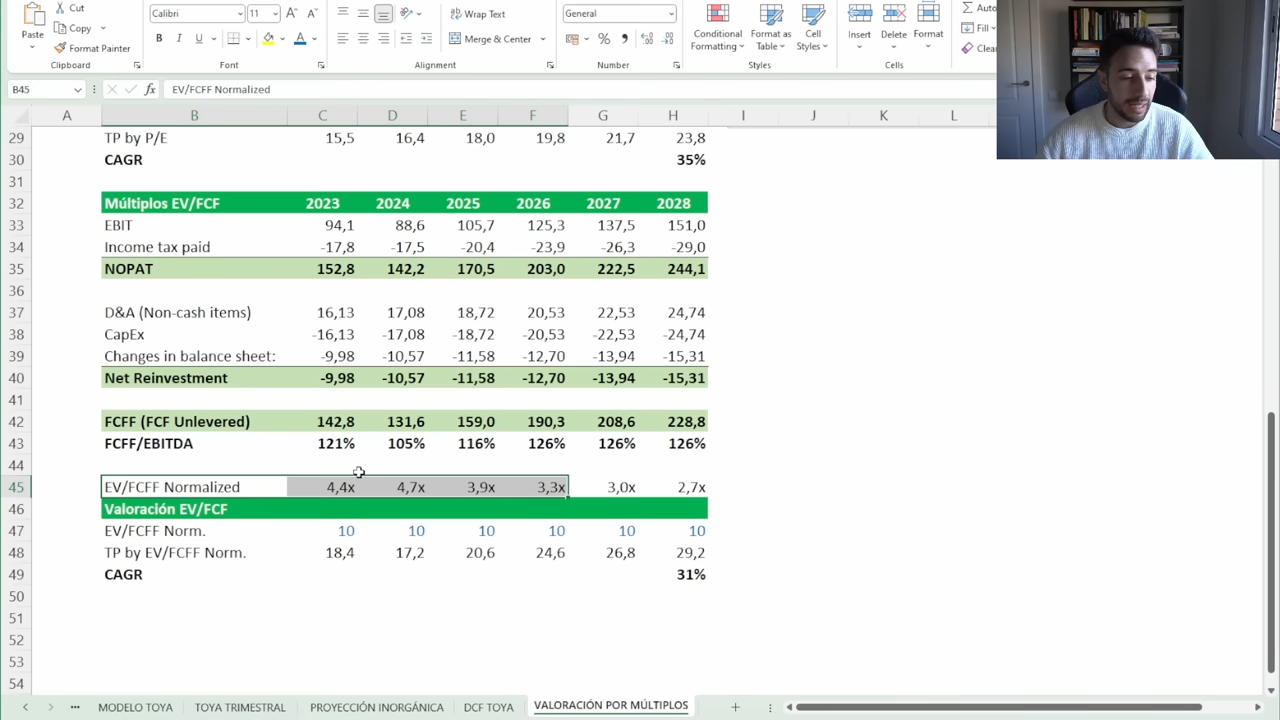 Cut
Calibri 11 A A
Wrap Text
General
Auto
Paste
Copy
Conditional Formatting
Format as Table
Cell Styles
Insert
Delete
Format
Fill
Format Painter
B I U
Merge & Center
Clear
Clipboard
Font
Alignment
Number
Styles
Cells
B45 fx EV/FCFF Normalized
A B C D E F G H I J K L
29 TP by P/E 15,5 16,4 18,0 19,8 21,7 23,8
30 CAGR 35%
31
32 Múltiplos EV/FCF 2023 2024 2025 2026 2027 2028
33 EBIT 94,1 88,6 105,7 125,3 137,5 151,0
34 Income tax paid -17,8 -17,5 -20,4 -23,9 -26,3 -29,0
35 NOPAT 152,8 142,2 170,5 203,0 222,5 244,1
36
37 D&A (Non-cash items) 16,13 17,08 18,72 20,53 22,53 24,74
38 CapEx -16,13 -17,08 -18,72 -20,53 -22,53 -24,74
39 Changes in balance sheet: -9,98 -10,57 -11,58 -12,70 -13,94 -15,31
40 Net Reinvestment -9,98 -10,57 -11,58 -12,70 -13,94 -15,31
41
42 FCFF (FCF Unlevered) 142,8 131,6 159,0 190,3 208,6 228,8
43 FCFF/EBITDA 121% 105% 116% 126% 126% 126%
44
45 EV/FCFF Normalized 4,4x 4,7x 3,9x 3,3x 3,0x 2,7x
46 Valoración EV/FCF
47 EV/FCFF Norm. 10 10 10 10 10 10
48 TP by EV/FCFF Norm. 18,4 17,2 20,6 24,6 26,8 29,2
49 CAGR 31%
50
51
52
53
54
MODELO TOYA
TOYA TRIMESTRAL
PROYECCIÓN INORGÁNICA
DCF TOYA
VALORACIÓN POR MÚLTIPLOS